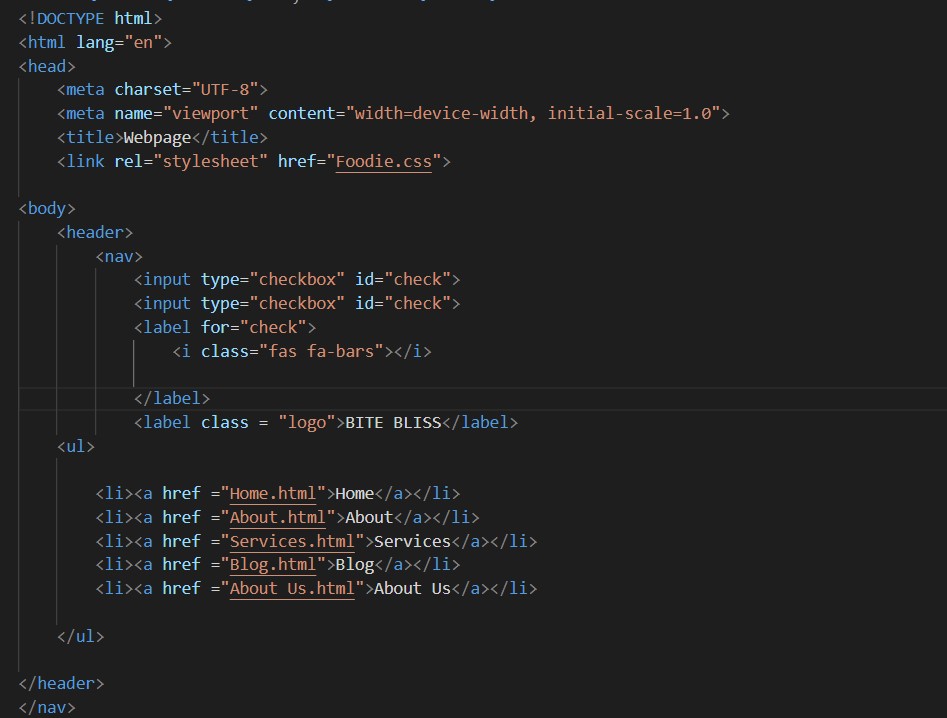 <!DOCTYPE html>
<html lang="en">
<head>
    <meta charset="UTF-8">
    <meta name="viewport" content="width=device-width, initial-scale=1.0">
    <title>Webpage</title>
    <link rel="stylesheet" href="Foodie.css">

<body>
    <header>
        <nav>
            <input type="checkbox" id="check">
            <input type="checkbox" id="check">
            <label for="check">
                <i class="fas fa-bars"></i>

            </label>
            <label class = "logo">BITE BLISS</label>
    <ul>

        <li><a href ="Home.html">Home</a></li>
        <li><a href ="About.html">About</a></li>
        <li><a href ="Services.html">Services</a></li>
        <li><a href ="Blog.html">Blog</a></li>
        <li><a href ="About Us.html">About Us</a></li>

    </ul>

</header>
</nav>